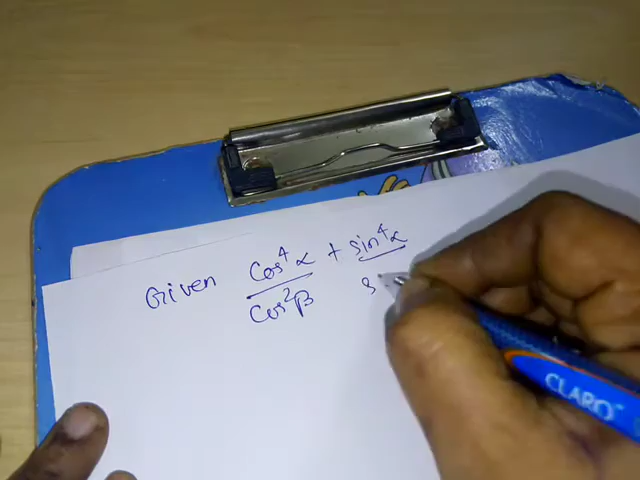 Given cos⁴α/cos²β + sin⁴α/s
CLARO